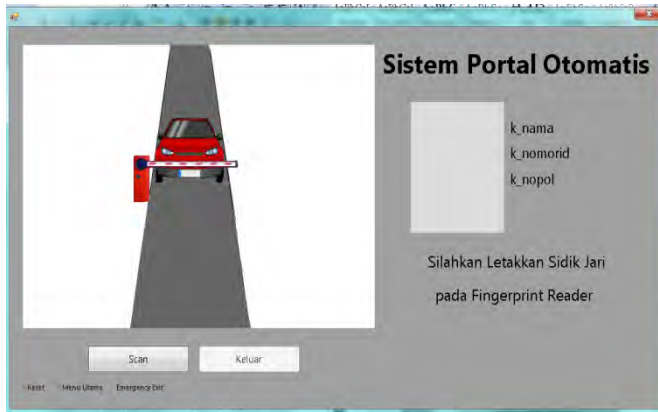 Sistem Portal Otomatis
k_nama
k_nomorid
k_nopol
Silahkan Letakkan Sidik Jari
pada Fingerprint Reader
Scan
Keluar
Reset
Menu Utama
Emergency Exit